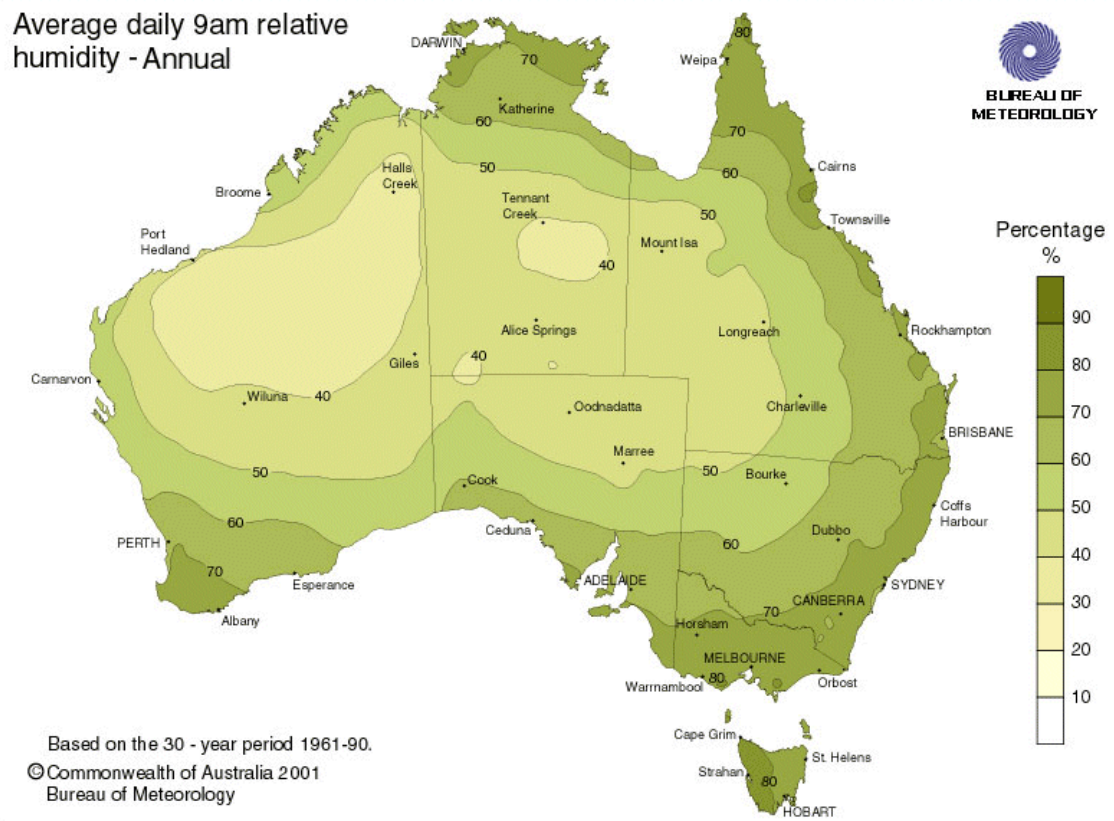 Average daily 9am relative
humidity - Annual
BUREAU OF
METEOROLOGY
DARWIN
70
80
Weipa
Katherine
60
70
50
60
Cairns
Halls
Creek
Broome
Tennant
Creek
50
Townsville
Port
Hedland
Mount Isa
40
Alice Springs
Longreach
Rockhampton
Giles
40
Carnarvon
Wiluna
40
Oodnadatta
Charleville
BRISBANE
Marree
50
50
Cook
Bourke
Coffs
Harbour
60
Ceduna
Dubbo
PERTH
60
70
Esperance
ADELAIDE
SYDNEY
CANBERRA
70
Albany
Horsham
MELBOURNE
80
Warrnambool
Orbost
Cape Grim
St. Helens
Strahan
80
HOBART
Percentage
%
90
80
70
60
50
40
30
20
10
Based on the 30 - year period 1961-90.
© Commonwealth of Australia 2001
Bureau of Meteorology